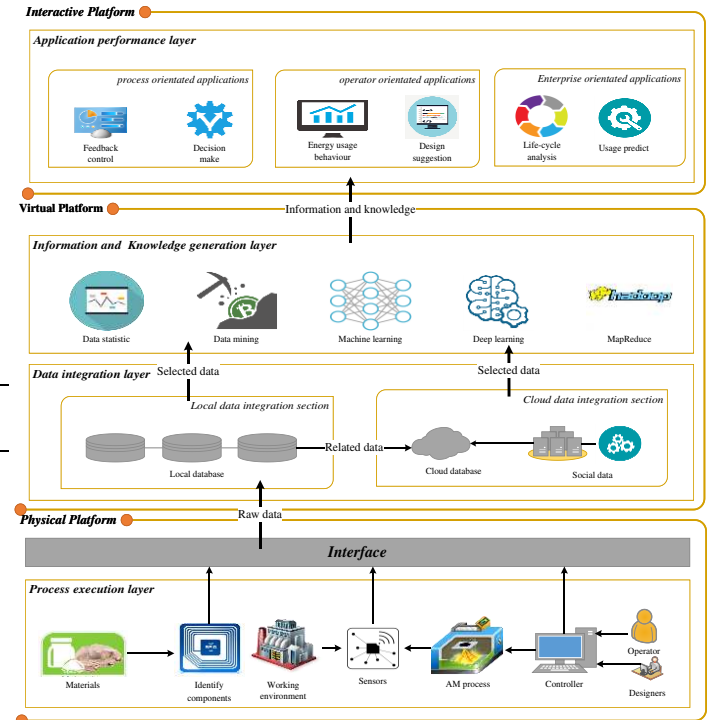 Interactive Platform
Application performance layer
process orientated applications
operator orientated applications
Enterprise orientated applications
Feedback
control
Decision
make
Energy usage
behaviour
Design
suggestion
Life-cycle
analysis
Usage predict
Virtual Platform
Information and knowledge
Information and Knowledge generation layer
hadoop
Data statistic
Data mining
Machine learning
Deep learning
MapReduce
Data integration layer
Selected data
Selected data
Local data integration section
Cloud data integration section
Related data
Local database
Cloud database
Social data
Raw data
Physical Platform
Interface
Process execution layer
Materials
Identify
components
Working
environment
Sensors
AM process
Controller
Operator
Designers